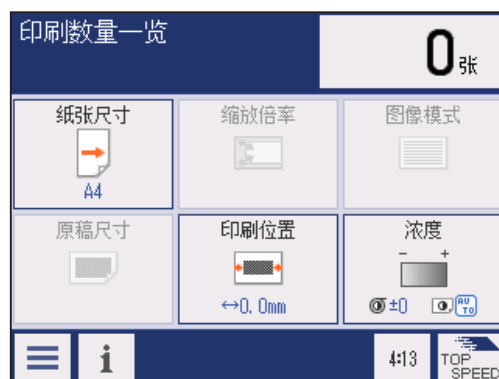 印刷数量一览
0张
纸张尺寸
缩放倍率
图像模式
A4
原稿尺寸
印刷位置
浓度
- +
↔0.0mm
±0
AUTO
i
4:13
TOP SPEED